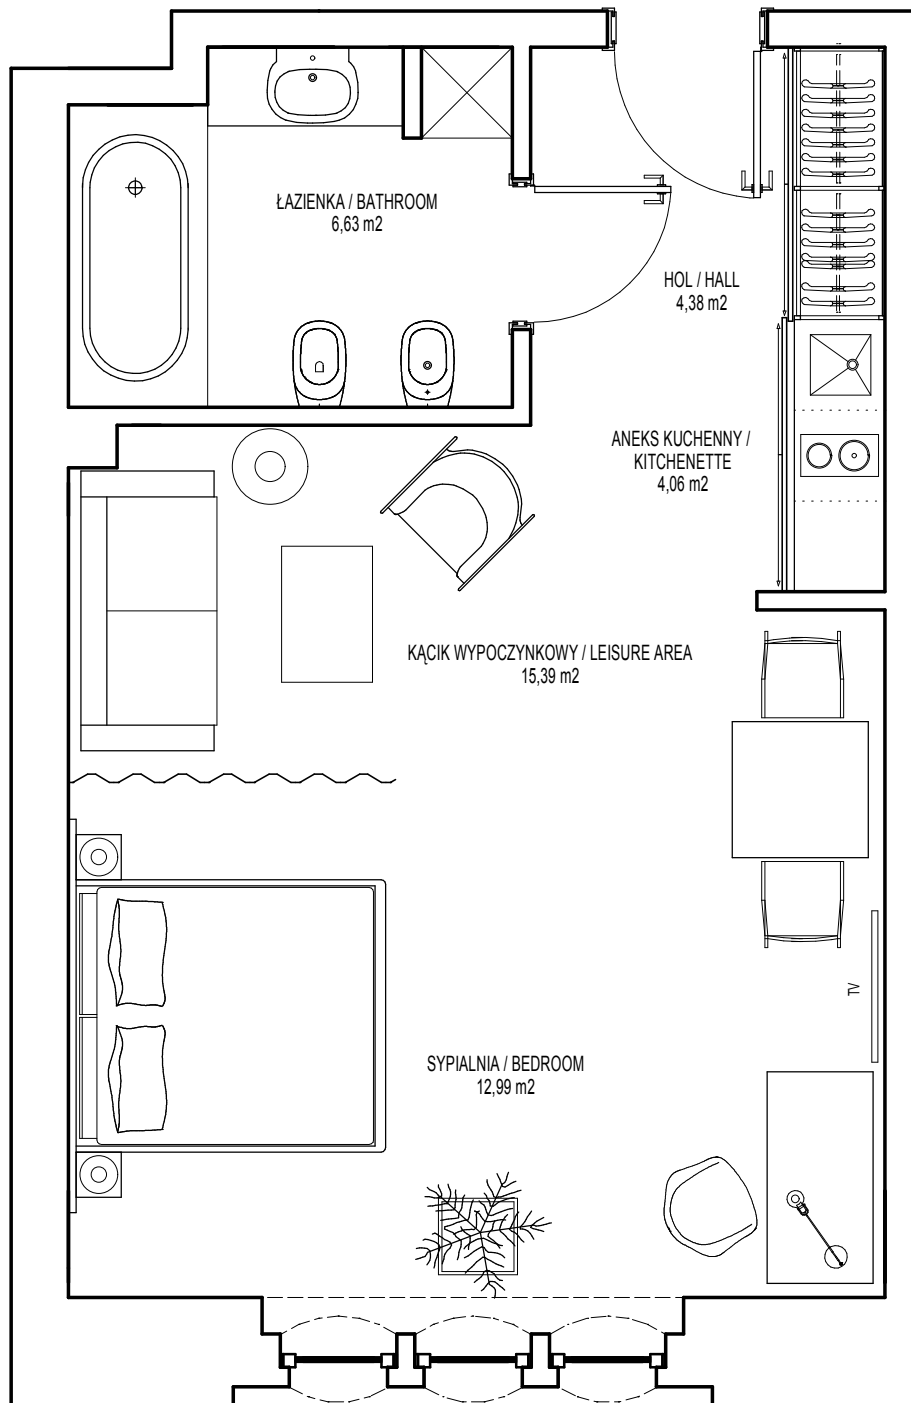 ŁAZIENKA / BATHROOM
6,63 m2
HOL / HALL
4,38 m2
ANEKS KUCHENNY /
KITCHENETTE
4,06 m2
KĄCIK WYPOCZYNKOWY / LEISURE AREA
15,39 m2
TV
SYPIALNIA / BEDROOM
12,99 m2